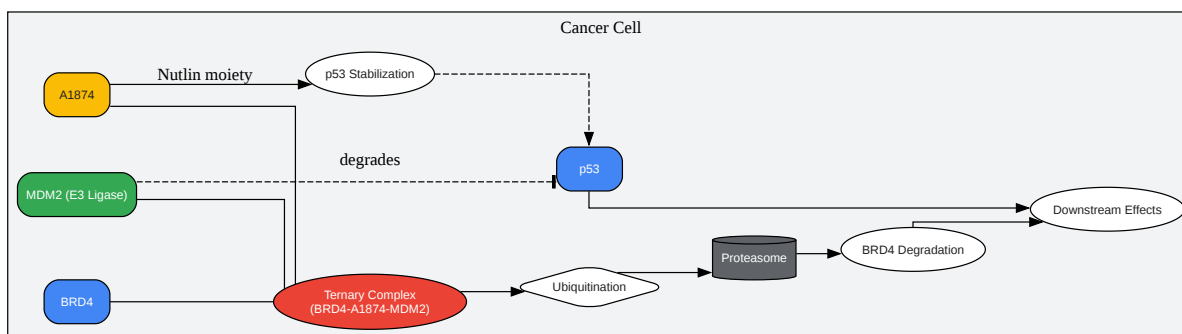 Cancer Cell
Nutlin moiety
p53 Stabilization
A1874
degrades
p53
MDM2 (E3 Ligase)
Downstream Effects
BRD4 Degradation
Proteasome
Ubiquitination
BRD4
Ternary Complex
(BRD4-A1874-MDM2)